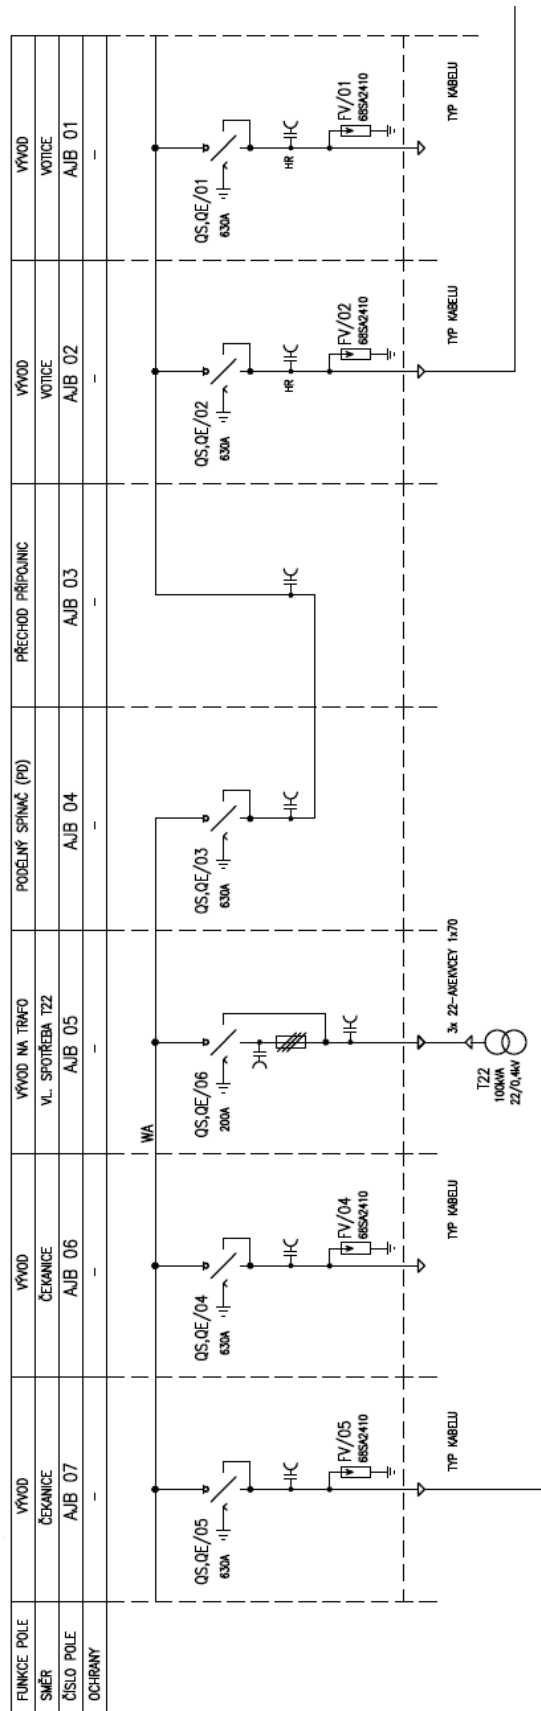 FUNKCE POLE VÝVOD VÝVOD VÝVOD NA TRAFO PODÉLNÝ SPÍNAČ (PD) PŘECHOD PŘÍPOJNIC VÝVOD VÝVOD
SMĚR ČEKANICE ČEKANICE VL. SPOTŘEBA T22 VOTICE VOTICE
ČÍSLO POLE AJB 07 AJB 06 AJB 05 AJB 04 AJB 03 AJB 02 AJB 01
OCHRANY – – – – – – –
WA
QS,QE/05 QS,QE/04 QS,QE/06 QS,QE/03 QS,QE/02 QS,QE/01
630A 630A 200A 630A 630A 630A
HR HR
FV/05 FV/04 FV/02 FV/01
68SA2410 68SA2410 68SA2410 68SA2410
TYP KABELU TYP KABELU 3x 22-AXEKVCEY 1x70 TYP KABELU TYP KABELU
T22
100kVA
22/0,4kV